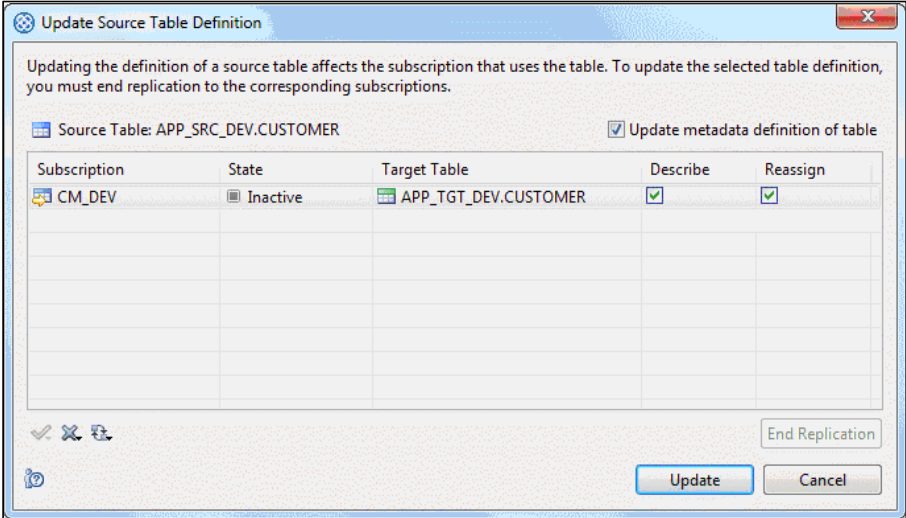 Update Source Table Definition
Updating the definition of a source table affects the subscription that uses the table. To update the selected table definition,
you must end replication to the corresponding subscriptions.
Source Table: APP_SRC_DEV.CUSTOMER Update metadata definition of table
Subscription State Target Table Describe Reassign
CM_DEV Inactive APP_TGT_DEV.CUSTOMER
End Replication
Update Cancel